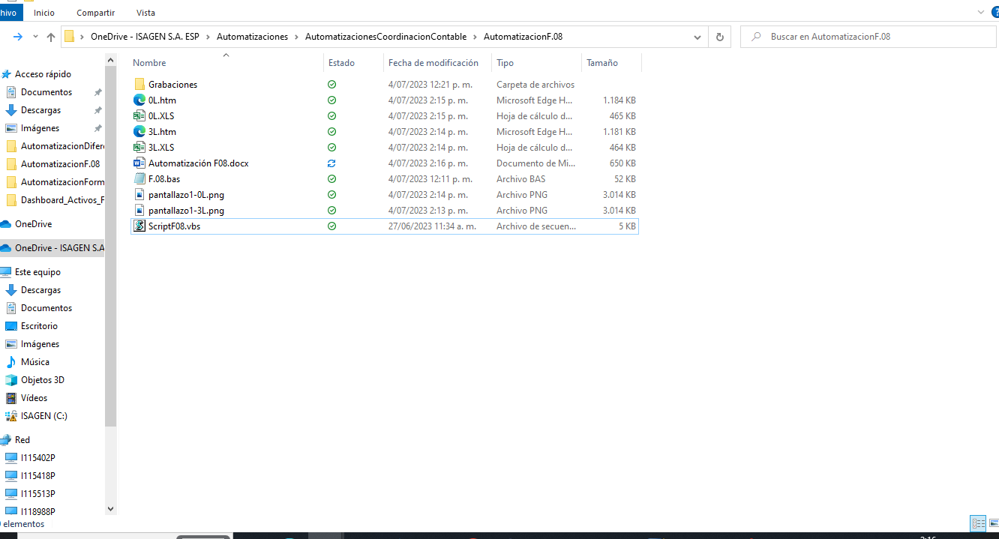 hivo Inicio Compartir Vista
OneDrive - ISAGEN S.A. ESP > Automatizaciones > AutomatizacionesCoordinacionContable > AutomatizacionF.08 Buscar en AutomatizacionF.08
Nombre Estado Fecha de modificación Tipo Tamaño
Grabaciones 4/07/2023 12:21 p. m. Carpeta de archivos
0L.htm 4/07/2023 2:15 p. m. Microsoft Edge H... 1.184 KB
0L.XLS 4/07/2023 2:15 p. m. Hoja de cálculo d... 465 KB
3L.htm 4/07/2023 2:14 p. m. Microsoft Edge H... 1.181 KB
3L.XLS 4/07/2023 2:14 p. m. Hoja de cálculo d... 464 KB
Automatización F08.docx 4/07/2023 2:16 p. m. Documento de Mi... 650 KB
F.08.bas 4/07/2023 12:11 p. m. Archivo BAS 52 KB
pantallazo1-0L.png 4/07/2023 2:14 p. m. Archivo PNG 3.014 KB
pantallazo1-3L.png 4/07/2023 2:13 p. m. Archivo PNG 3.014 KB
ScriptF08.vbs 27/06/2023 11:34 a. m. Archivo de secuen... 5 KB
Acceso rápido
Documentos
Descargas
Imágenes
AutomatizacionDifer
AutomatizacionF.08
AutomatizacionForm
Dashboard_Activos_F
OneDrive
OneDrive - ISAGEN S.A
Este equipo
Descargas
Documentos
Escritorio
Imágenes
Música
Objetos 3D
Vídeos
ISAGEN (C:)
Red
I115402P
I115418P
I115513P
I118988P
elementos